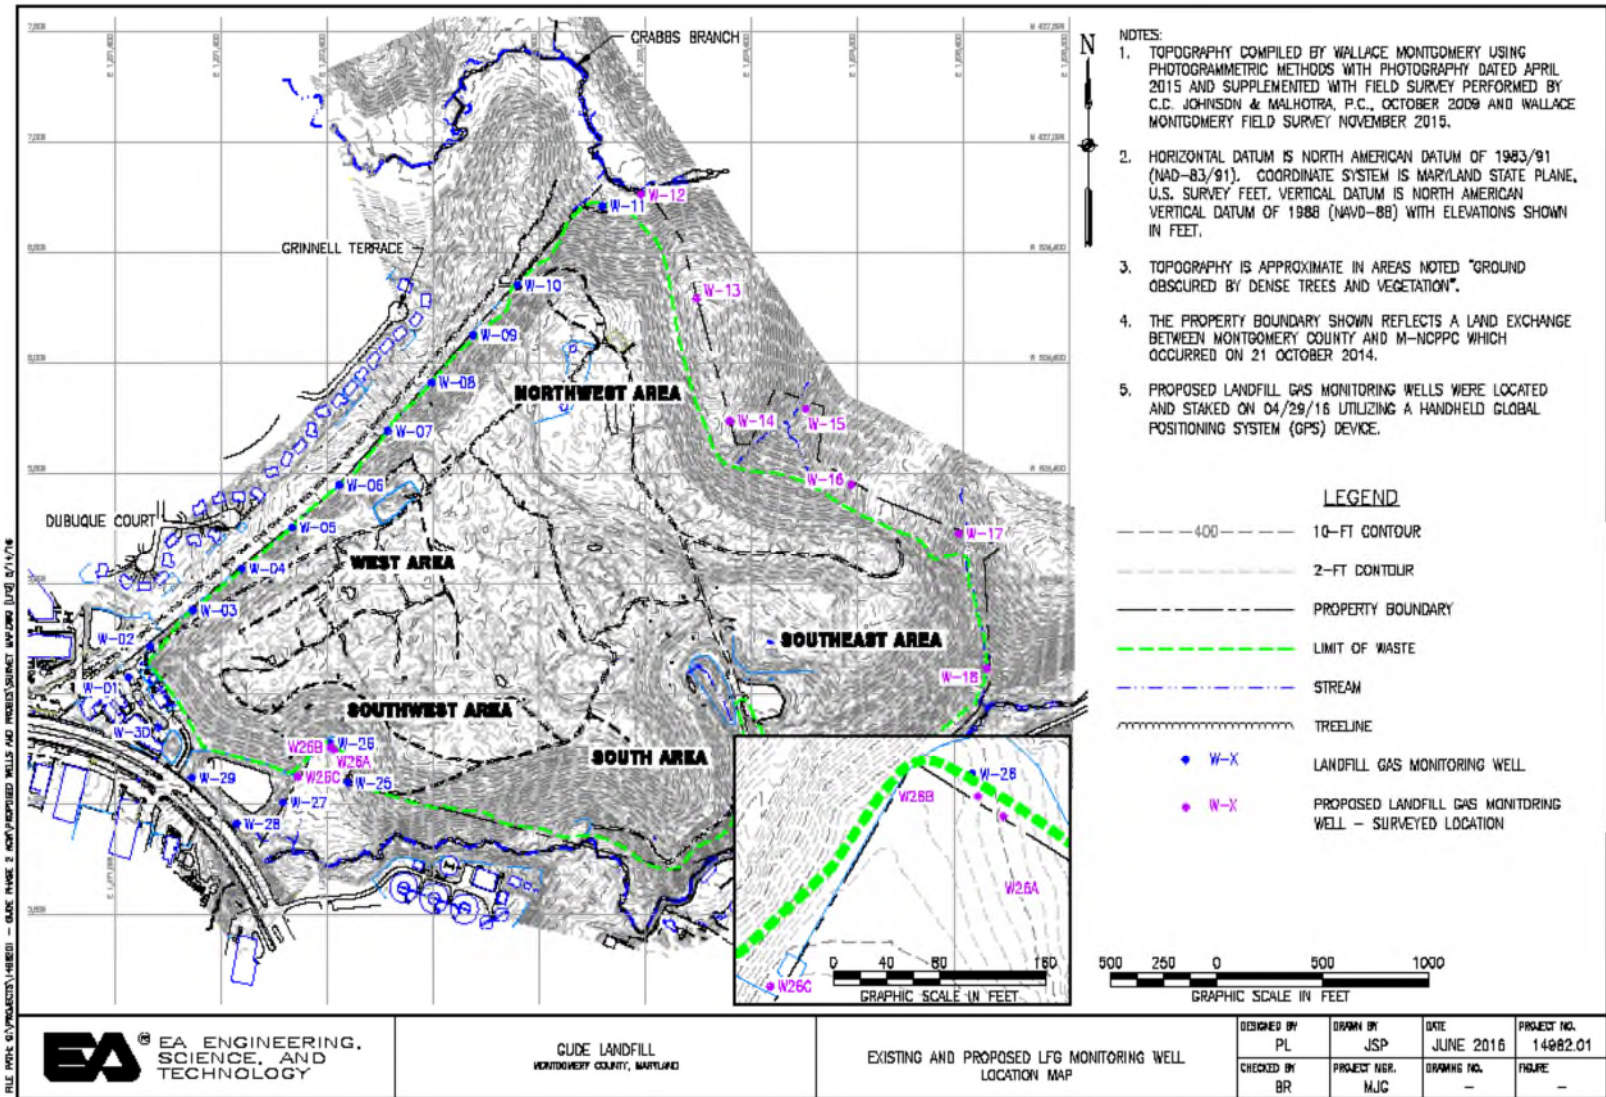 CRABBS BRANCH
N
W-12
W-11
GRINNELL TERRACE
W-10
W-13
W-09
W-08
NORTHWEST AREA
W-14
W-15
W-07
W-16
W-06
DUBUQUE COURT
W-05
W-17
W-04
WEST AREA
W-03
W-02
SOUTHEAST AREA
W-01
W-18
SOUTHWEST AREA
W-3D
W26B
W-26
W26A
SOUTH AREA
W-29
W26C
W-25
W-27
W-28
W-26
W26B
W26A
W26C
0 40 80 160
GRAPHIC SCALE IN FEET
NOTES:
1. TOPOGRAPHY COMPILED BY WALLACE MONTGOMERY USING
PHOTOGRAMMETRIC METHODS WITH PHOTOGRAPHY DATED APRIL
2015 AND SUPPLEMENTED WITH FIELD SURVEY PERFORMED BY
C.C. JOHNSON & MALHOTRA, P.C., OCTOBER 2009 AND WALLACE
MONTGOMERY FIELD SURVEY NOVEMBER 2015.
2. HORIZONTAL DATUM IS NORTH AMERICAN DATUM OF 1983/91
(NAD-83/91). COORDINATE SYSTEM IS MARYLAND STATE PLANE,
U.S. SURVEY FEET. VERTICAL DATUM IS NORTH AMERICAN
VERTICAL DATUM OF 1988 (NAVD-88) WITH ELEVATIONS SHOWN
IN FEET.
3. TOPOGRAPHY IS APPROXIMATE IN AREAS NOTED "GROUND
OBSCURED BY DENSE TREES AND VEGETATION".
4. THE PROPERTY BOUNDARY SHOWN REFLECTS A LAND EXCHANGE
BETWEEN MONTGOMERY COUNTY AND M-NCPPC WHICH
OCCURRED ON 21 OCTOBER 2014.
5. PROPOSED LANDFILL GAS MONITORING WELLS WERE LOCATED
AND STAKED ON 04/29/16 UTILIZING A HANDHELD GLOBAL
POSITIONING SYSTEM (GPS) DEVICE.
LEGEND
400 10-FT CONTOUR
2-FT CONTOUR
PROPERTY BOUNDARY
LIMIT OF WASTE
STREAM
TREELINE
W-X LANDFILL GAS MONITORING WELL
W-X PROPOSED LANDFILL GAS MONITORING
WELL - SURVEYED LOCATION
500 250 0 500 1000
GRAPHIC SCALE IN FEET
EA ® EA ENGINEERING,
SCIENCE, AND
TECHNOLOGY
GUDE LANDFILL
MONTGOMERY COUNTY, MARYLAND
EXISTING AND PROPOSED LFG MONITORING WELL
LOCATION MAP
DESIGNED BY
PL
DRAWN BY
JSP
DATE
JUNE 2016
PROJECT NO.
14982.01
CHECKED BY
BR
PROJECT MGR.
MJG
DRAWING NO.
-
FIGURE
-